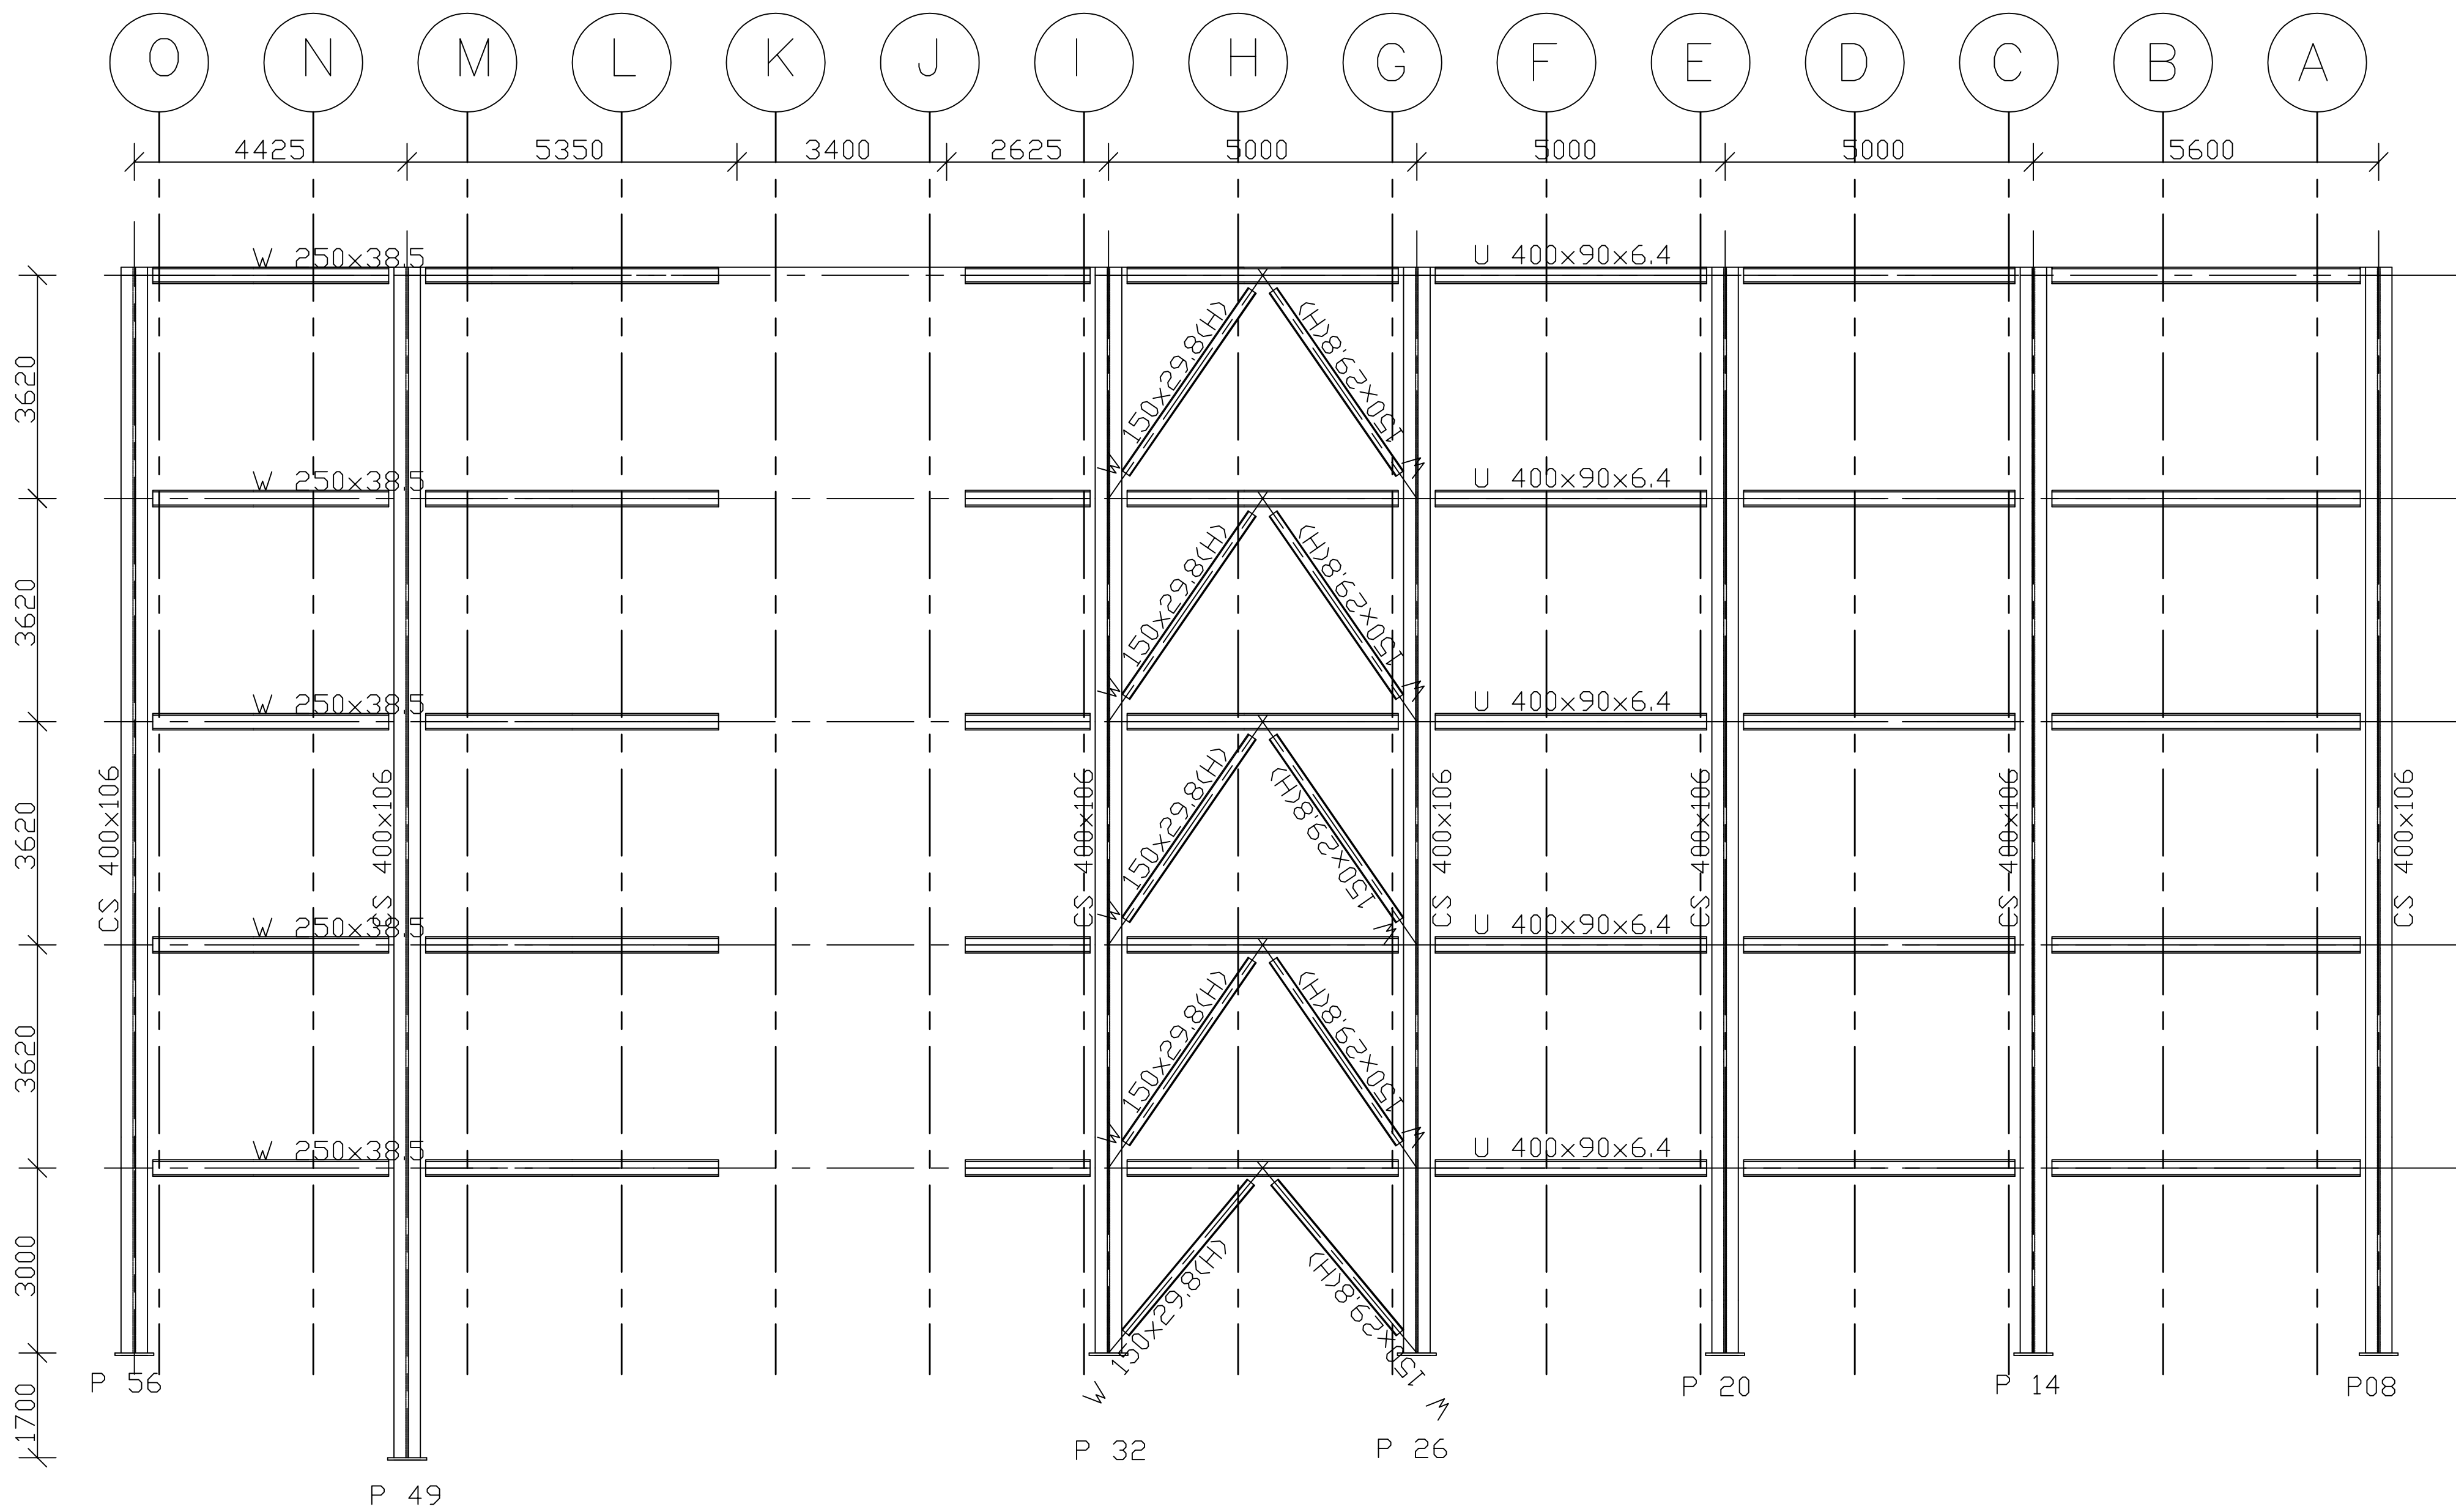 O N M L K J I H G F E D C B A
4425 5350 3400 2625 5000 5000 5000 5600
W 250x38.5 U 400x90x6.4
3620
W 150x29.8(H) W 150x29.8(H)
W 250x38.5 U 400x90x6.4
3620
W 150x29.8(H) W 150x29.8(H)
W 250x38.5 U 400x90x6.4
3620
CS 400x106 CS 400x106 CS 400x106 CS 400x106 CS 400x106 CS 400x106 CS 400x106
W 150x29.8(H) W 150x29.8(H)
W 250x38.5 U 400x90x6.4
3620
W 150x29.8(H) W 150x29.8(H)
W 250x38.5 U 400x90x6.4
3000
W 150x29.8(H) W 150x29.8(H)
P 56 P 20 P 14 P08
1700
P 32 P 26
P 49